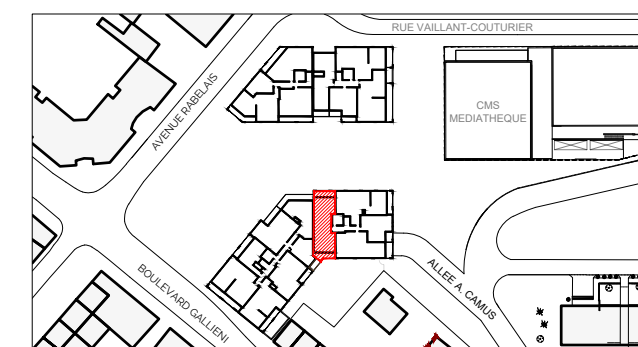 RUE VAILLANT-COUTURIER
AVENUE RABELAIS
CMS
MEDIATHEQUE
ALLEE A. CAMUS
BOULEVARD GALLIENI